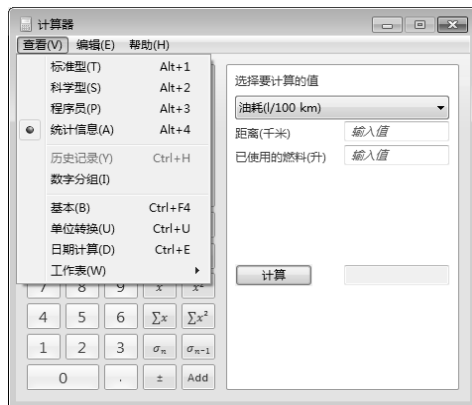 计算器
查看(V) 编辑(E) 帮助(H)
标准型(T) Alt+1
科学型(S) Alt+2
程序员(P) Alt+3
统计信息(A) Alt+4
历史记录(Y) Ctrl+H
数字分组(I)
基本(B) Ctrl+F4
单位转换(U) Ctrl+U
日期计算(D) Ctrl+E
工作表(W)
选择要计算的值
油耗(l/100 km)
距离(千米) 输入值
已使用的燃料(升) 输入值
计算
7 8 9 x x²
4 5 6 ∑x ∑x²
1 2 3 σn σn-1
0 . ± Add